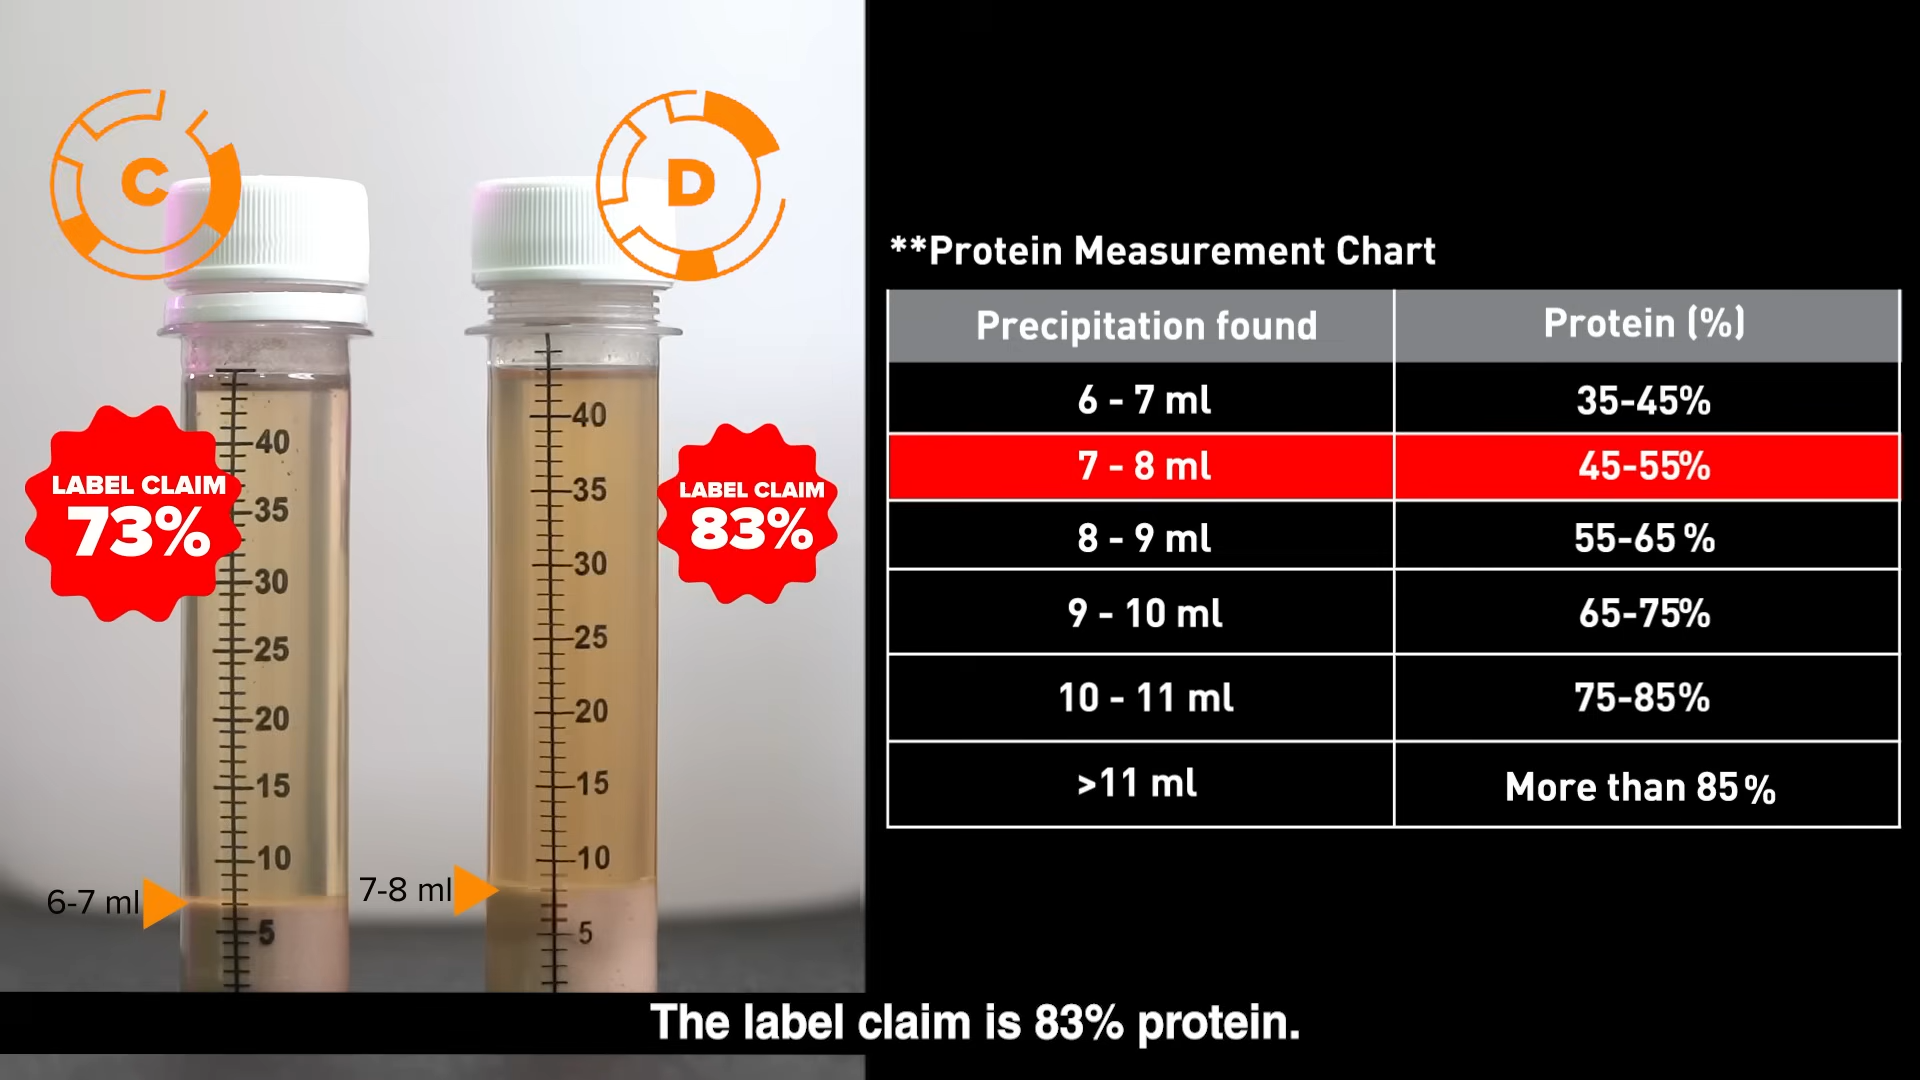 C
D
LABEL CLAIM
73%
LABEL CLAIM
83%
40
35
30
25
20
15
10
5
40
35
30
25
20
15
10
5
6-7 ml
7-8 ml
**Protein Measurement Chart
Precipitation found Protein (%)
6 - 7 ml 35-45%
7 - 8 ml 45-55%
8 - 9 ml 55-65 %
9 - 10 ml 65-75%
10 - 11 ml 75-85%
>11 ml More than 85 %
The label claim is 83% protein.